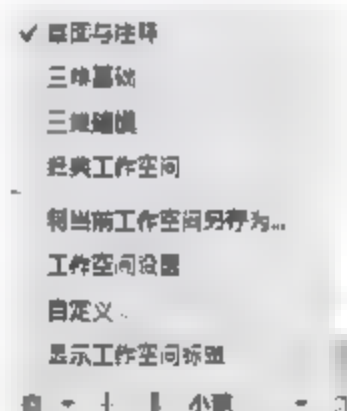 草图与注释
三维基础
三维建模
经典工作空间
将当前工作空间另存为...
工作空间设置
自定义...
显示工作空间标签
小数